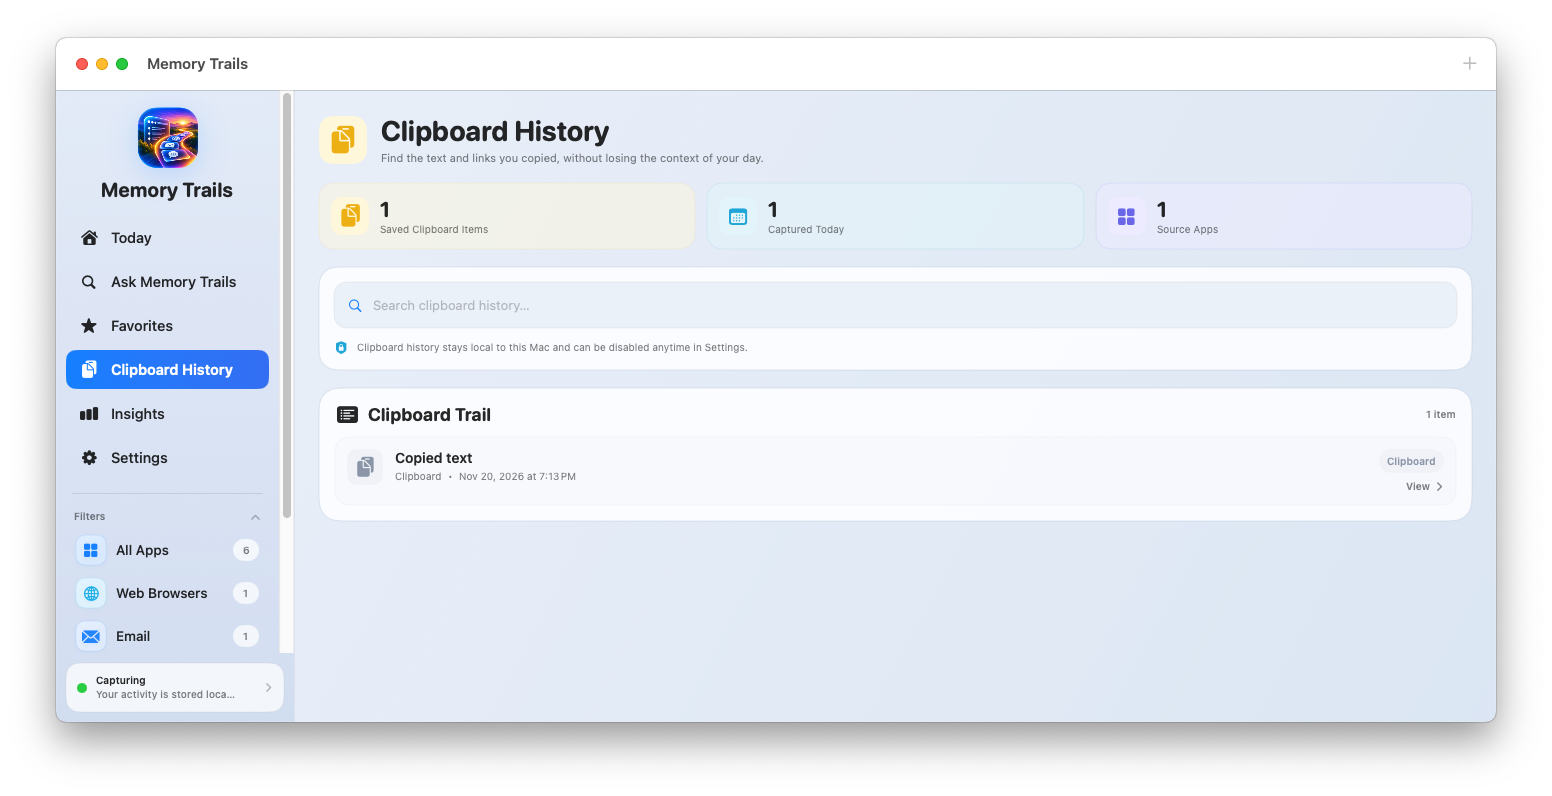 Memory Trails
Memory Trails
Today
Ask Memory Trails
Favorites
Clipboard History
Insights
Settings
Filters
All Apps 6
Web Browsers 1
Email 1
Capturing
Your activity is stored loca...
Clipboard History
Find the text and links you copied, without losing the context of your day.
1
Saved Clipboard Items
1
Captured Today
1
Source Apps
Search clipboard history...
Clipboard history stays local to this Mac and can be disabled anytime in Settings.
Clipboard Trail
1 item
Copied text
Clipboard • Nov 20, 2026 at 7:13 PM
Clipboard
View